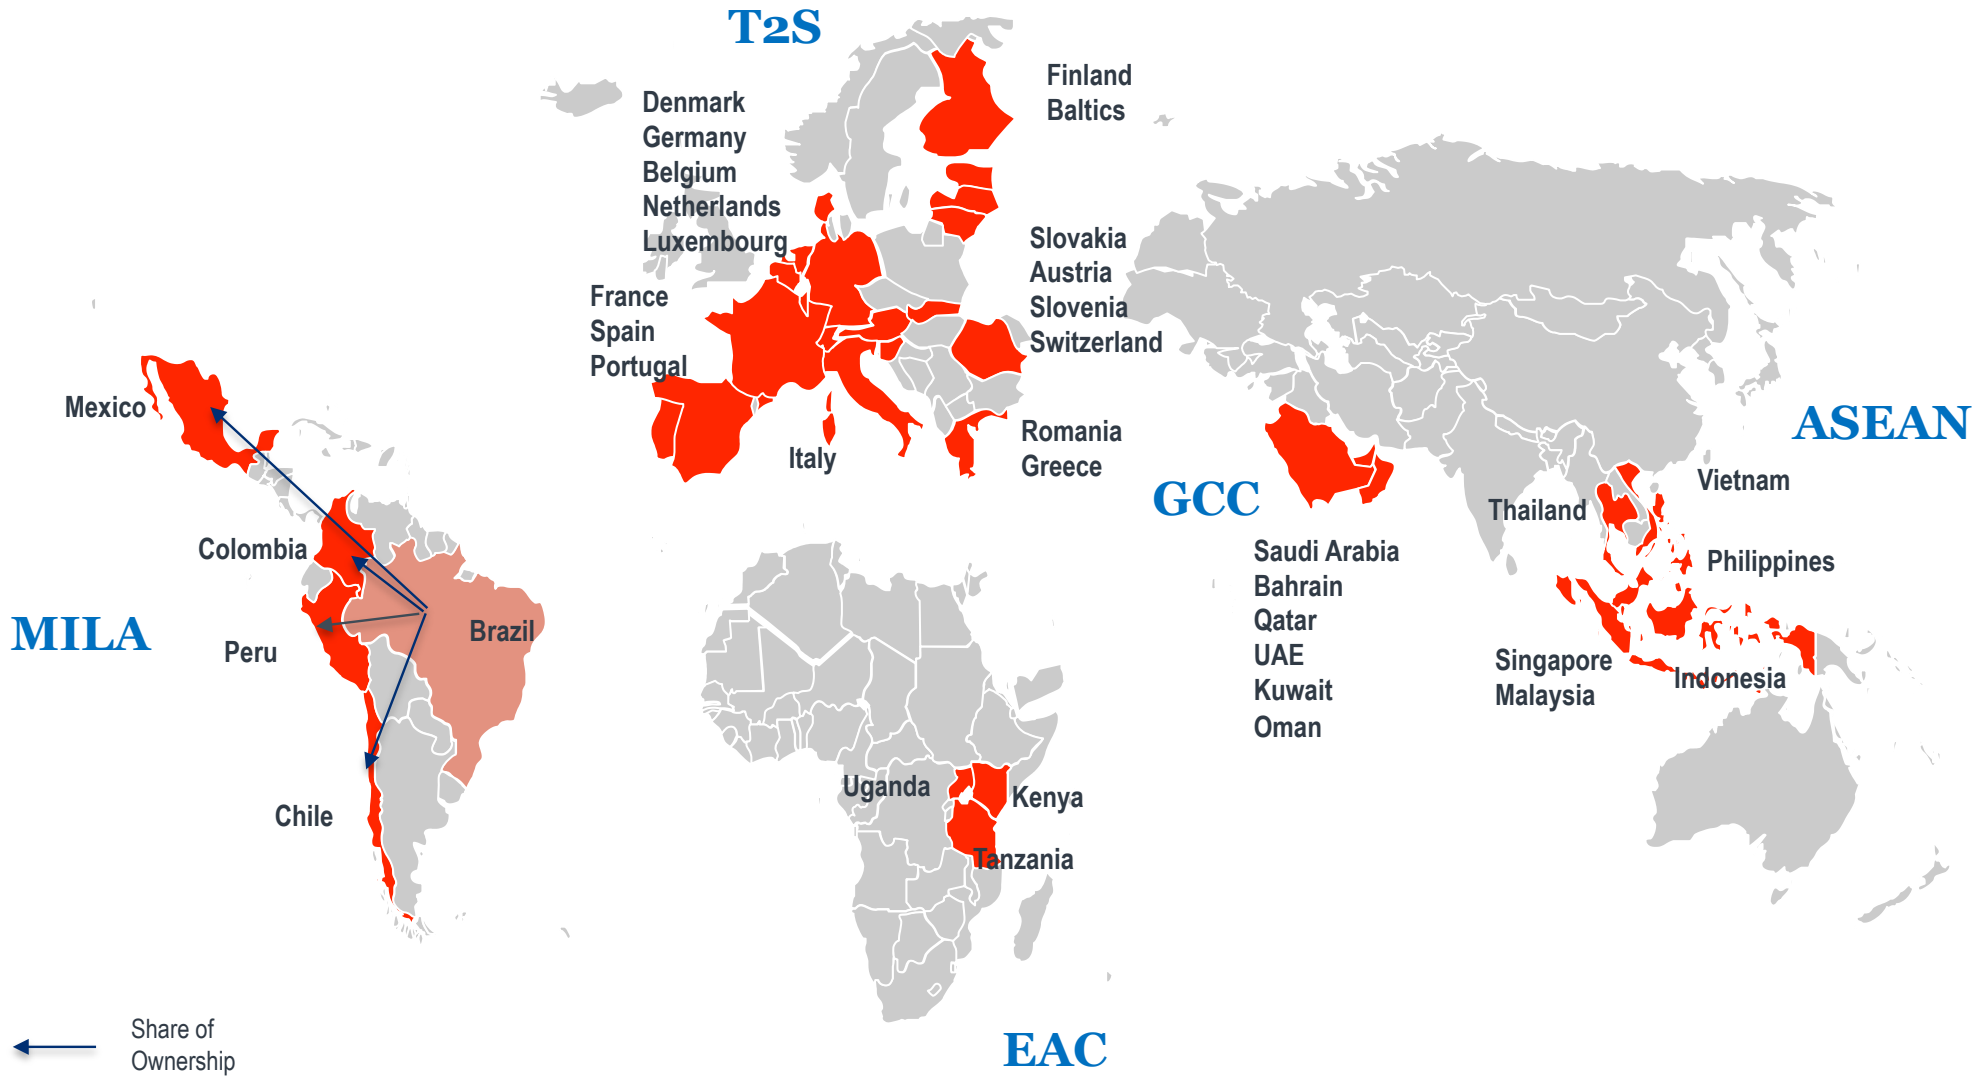 T2S
Finland
Baltics
Denmark
Germany
Belgium
Netherlands
Luxembourg
France
Spain
Portugal
Slovakia
Austria
Slovenia
Switzerland
Italy
Romania
Greece
Mexico
Colombia
MILA
Peru
Brazil
Chile
GCC
Saudi Arabia
Bahrain
Qatar
UAE
Kuwait
Oman
ASEAN
Vietnam
Thailand
Philippines
Singapore
Malaysia
Indonesia
Uganda
Kenya
Tanzania
EAC
Share of
Ownership